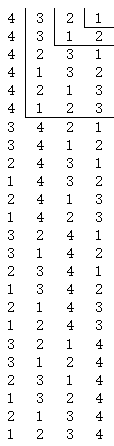 4 3 2 1
4 3 1 2
4 2 3 1
4 1 3 2
4 2 1 3
4 1 2 3
3 4 2 1
3 4 1 2
2 4 3 1
1 4 3 2
2 4 1 3
1 4 2 3
3 2 4 1
3 1 4 2
2 3 4 1
1 3 4 2
2 1 4 3
1 2 4 3
3 2 1 4
3 1 2 4
2 3 1 4
1 3 2 4
2 1 3 4
1 2 3 4